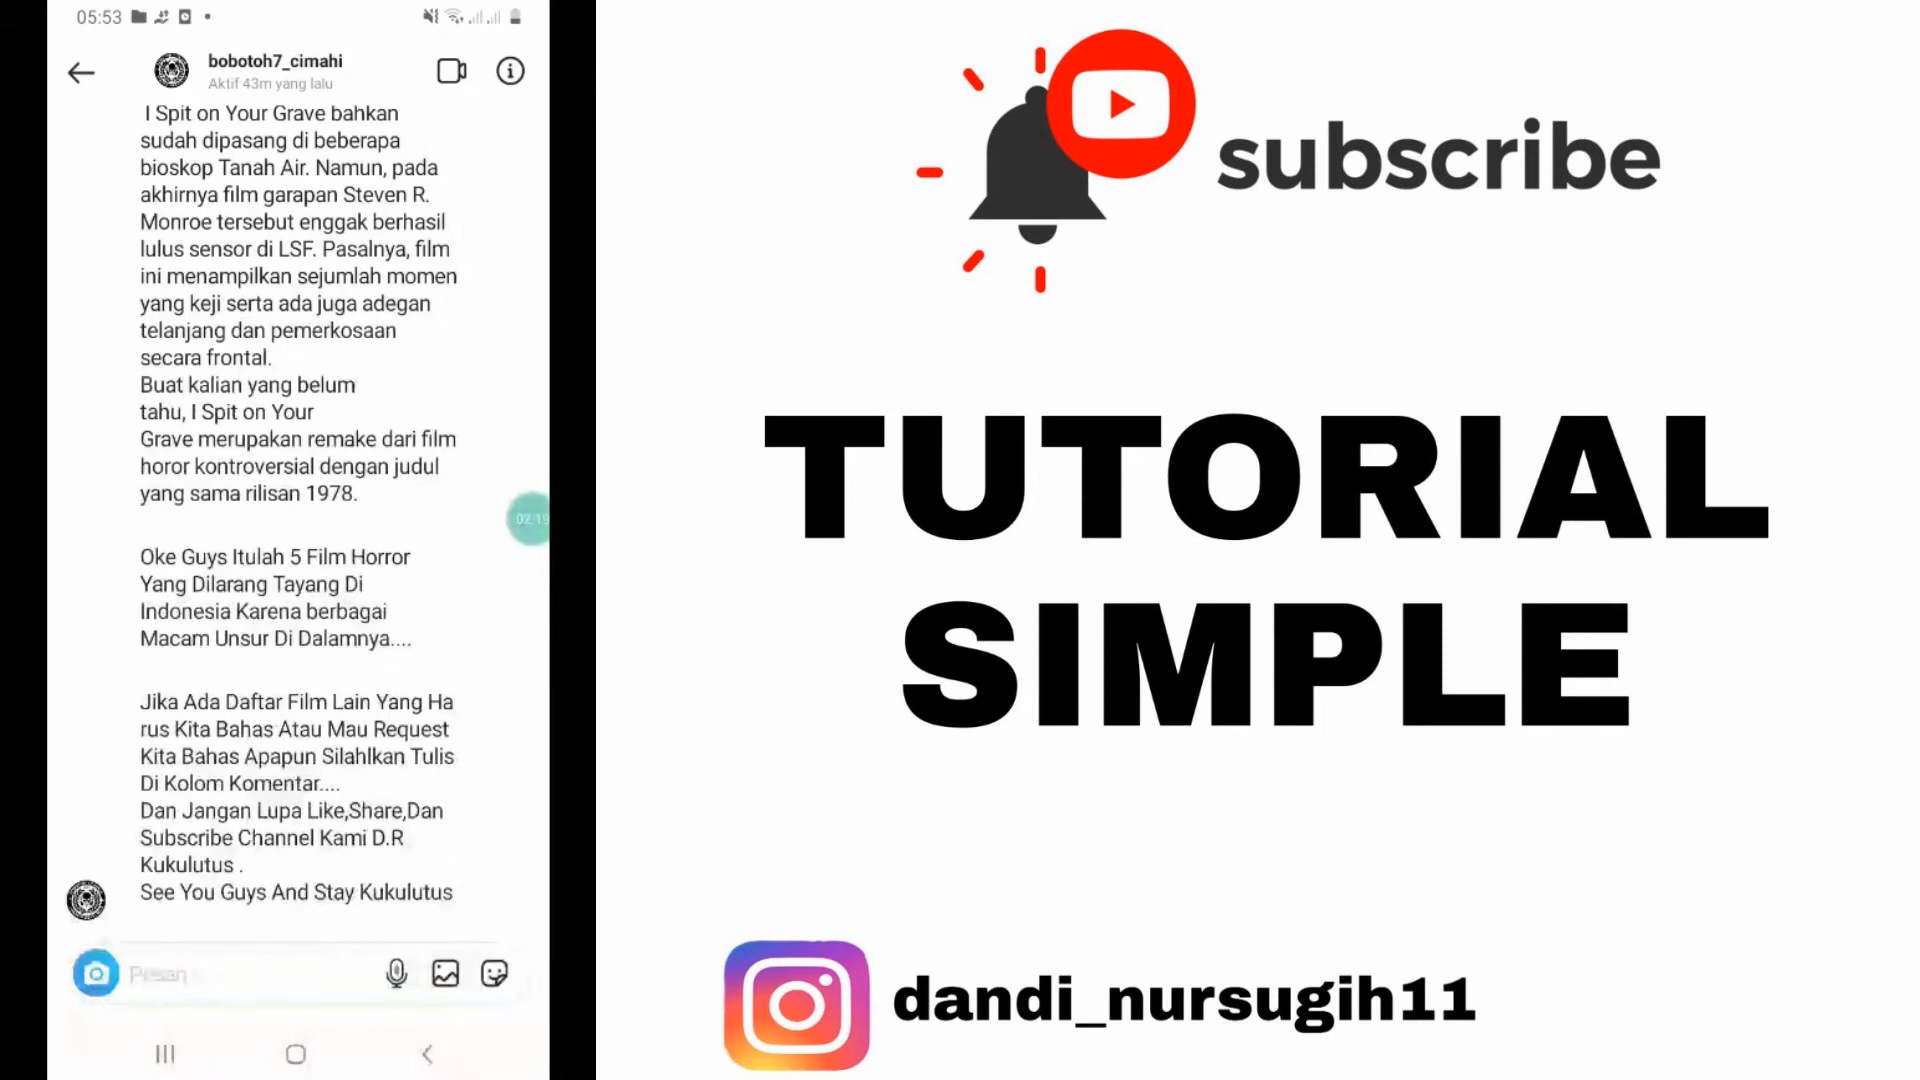 05:53
bobotoh7_cimahi
Aktif 43m yang lalu
I Spit on Your Grave bahkan
sudah dipasang di beberapa
bioskop Tanah Air. Namun, pada
akhirnya film garapan Steven R.
Monroe tersebut enggak berhasil
lulus sensor di LSF. Pasalnya, film
ini menampilkan sejumlah momen
yang keji serta ada juga adegan
telanjang dan pemerkosaan
secara frontal.
Buat kalian yang belum
tahu, I Spit on Your
Grave merupakan remake dari film
horor kontroversial dengan judul
yang sama rilisan 1978.
02:19
Oke Guys Itulah 5 Film Horror
Yang Dilarang Tayang Di
Indonesia Karena berbagai
Macam Unsur Di Dalamnya....
Jika Ada Daftar Film Lain Yang Ha
rus Kita Bahas Atau Mau Request
Kita Bahas Apapun Silahlkan Tulis
Di Kolom Komentar....
Dan Jangan Lupa Like,Share,Dan
Subscribe Channel Kami D.R
Kukulutus .
See You Guys And Stay Kukulutus
Pesan
subscribe
TUTORIAL
SIMPLE
dandi_nursugih11